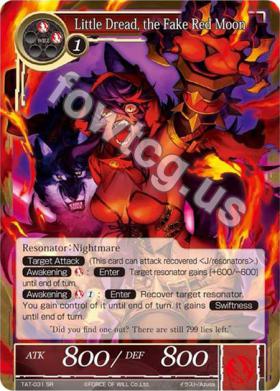 Little Dread, the Fake Red Moon
WILL
1
fowtcg.us
Resonator: Nightmare
Target Attack (This card can attack recovered <J/resonators>.)
Awakening : Enter Target resonator gains [+600/-600]
until end of turn.
Awakening 1 : Enter Recover target resonator.
You gain control of it until end of turn. It gains Swiftness
until end of turn.
"Did you find one out? There are still 799 lies left."
ATK 800/ DEF 800
TAT-031 SR ©FORCE OF WILL Co.,Ltd.